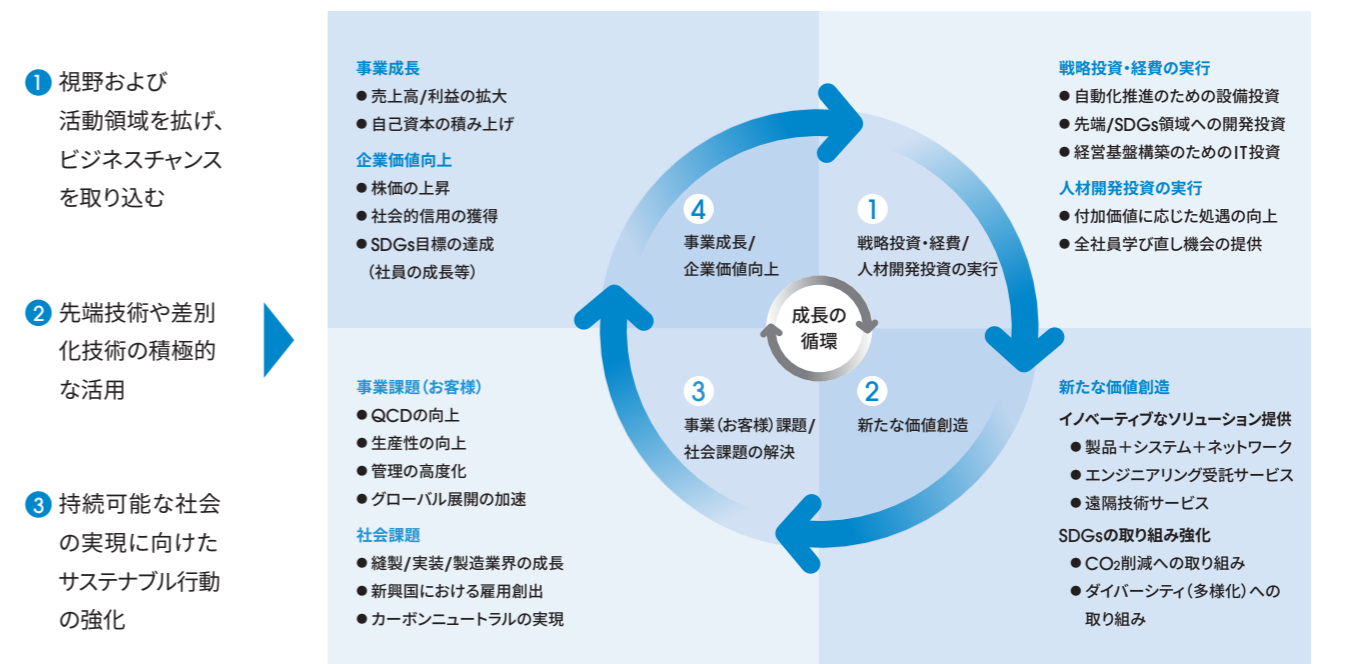 ❶ 視野および
活動領域を拡げ、
ビジネスチャンス
を取り込む
❷ 先端技術や差別
化技術の積極的
な活用
❸ 持続可能な社会
の実現に向けた
サステナブル行動
の強化
事業成長
● 売上高/利益の拡大
● 自己資本の積み上げ
企業価値向上
● 株価の上昇
● 社会的信用の獲得
● SDGs目標の達成
（社員の成長等）
4
事業成長/
企業価値向上
1
戦略投資・経費/
人材開発投資の実行
戦略投資・経費の実行
● 自動化推進のための設備投資
● 先端/SDGs領域への開発投資
● 経営基盤構築のためのIT投資
人材開発投資の実行
● 付加価値に応じた処遇の向上
● 全社員学び直し機会の提供
成長の
循環
事業課題（お客様）
● QCDの向上
● 生産性の向上
● 管理の高度化
● グローバル展開の加速
社会課題
● 縫製/実装/製造業界の成長
● 新興国における雇用創出
● カーボンニュートラルの実現
3
事業（お客様）課題/
社会課題の解決
2
新たな価値創造
新たな価値創造
イノベーティブなソリューション提供
● 製品＋システム＋ネットワーク
● エンジニアリング受託サービス
● 遠隔技術サービス
SDGsの取り組み強化
● CO2削減への取り組み
● ダイバーシティ（多様化）への
取り組み